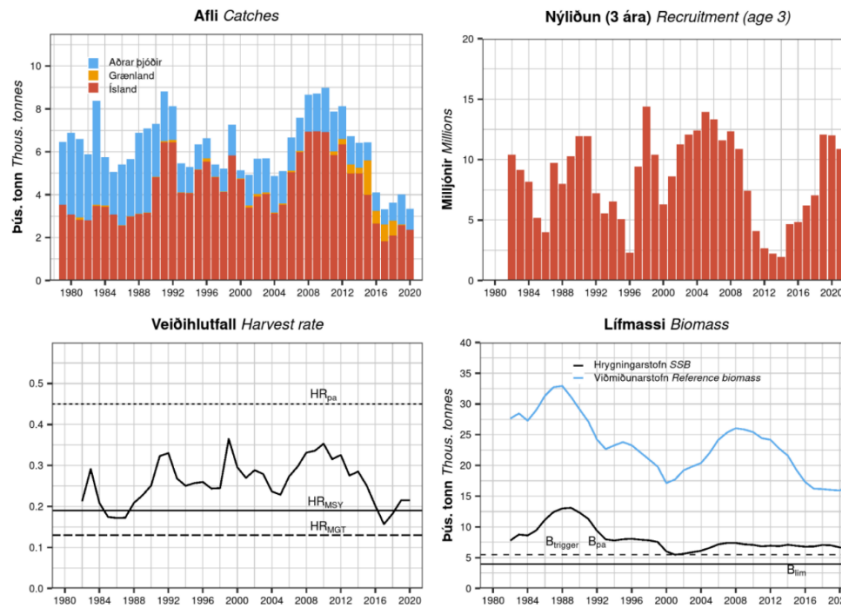 Afli Catches
Aðrar þjóðir
Grænland
Ísland
Þús. tonn Thous. tonnes
10
8
6
4
2
0
1980 1984 1988 1992 1996 2000 2004 2008 2012 2016 2020
Nýliðun (3 ára) Recruitment (age 3)
Milljónir Millions
20
15
10
5
0
1980 1984 1988 1992 1996 2000 2004 2008 2012 2016 2020
Veiðihlutfall Harvest rate
0.5
0.4
0.3
0.2
0.1
0.0
HRpa
HRMSY
HRMGT
1980 1984 1988 1992 1996 2000 2004 2008 2012 2016 2020
Lífmassi Biomass
Hrygningarstofn SSB
Viðmiðunarstofn Reference biomass
Þús. tonn Thous. tonnes
35
30
25
20
15
10
5
0
Btrigger Bpa
Blim
1980 1984 1988 1992 1996 2000 2004 2008 2012 2016 2020